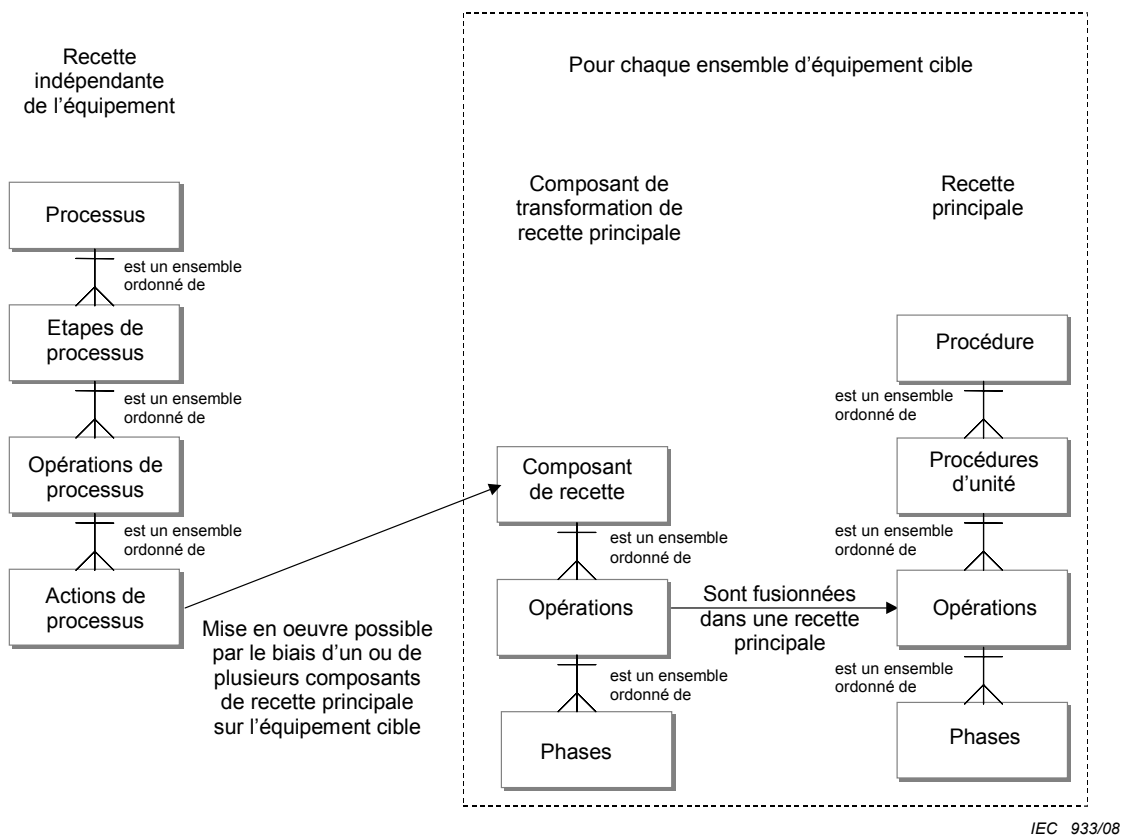 Recette
indépendante
de l'équipement
Processus
est un ensemble
ordonné de
Etapes de
processus
est un ensemble
ordonné de
Opérations de
processus
est un ensemble
ordonné de
Actions de
processus
Mise en oeuvre possible
par le biais d'un ou de
plusieurs composants
de recette principale
sur l'équipement cible
Pour chaque ensemble d'équipement cible
Composant de
transformation de
recette principale
Composant
de recette
est un ensemble
ordonné de
Opérations
est un ensemble
ordonné de
Phases
Sont fusionnées
dans une recette
principale
Recette
principale
Procédure
est un ensemble
ordonné de
Procédures
d'unité
est un ensemble
ordonné de
Opérations
est un ensemble
ordonné de
Phases
IEC 933/08